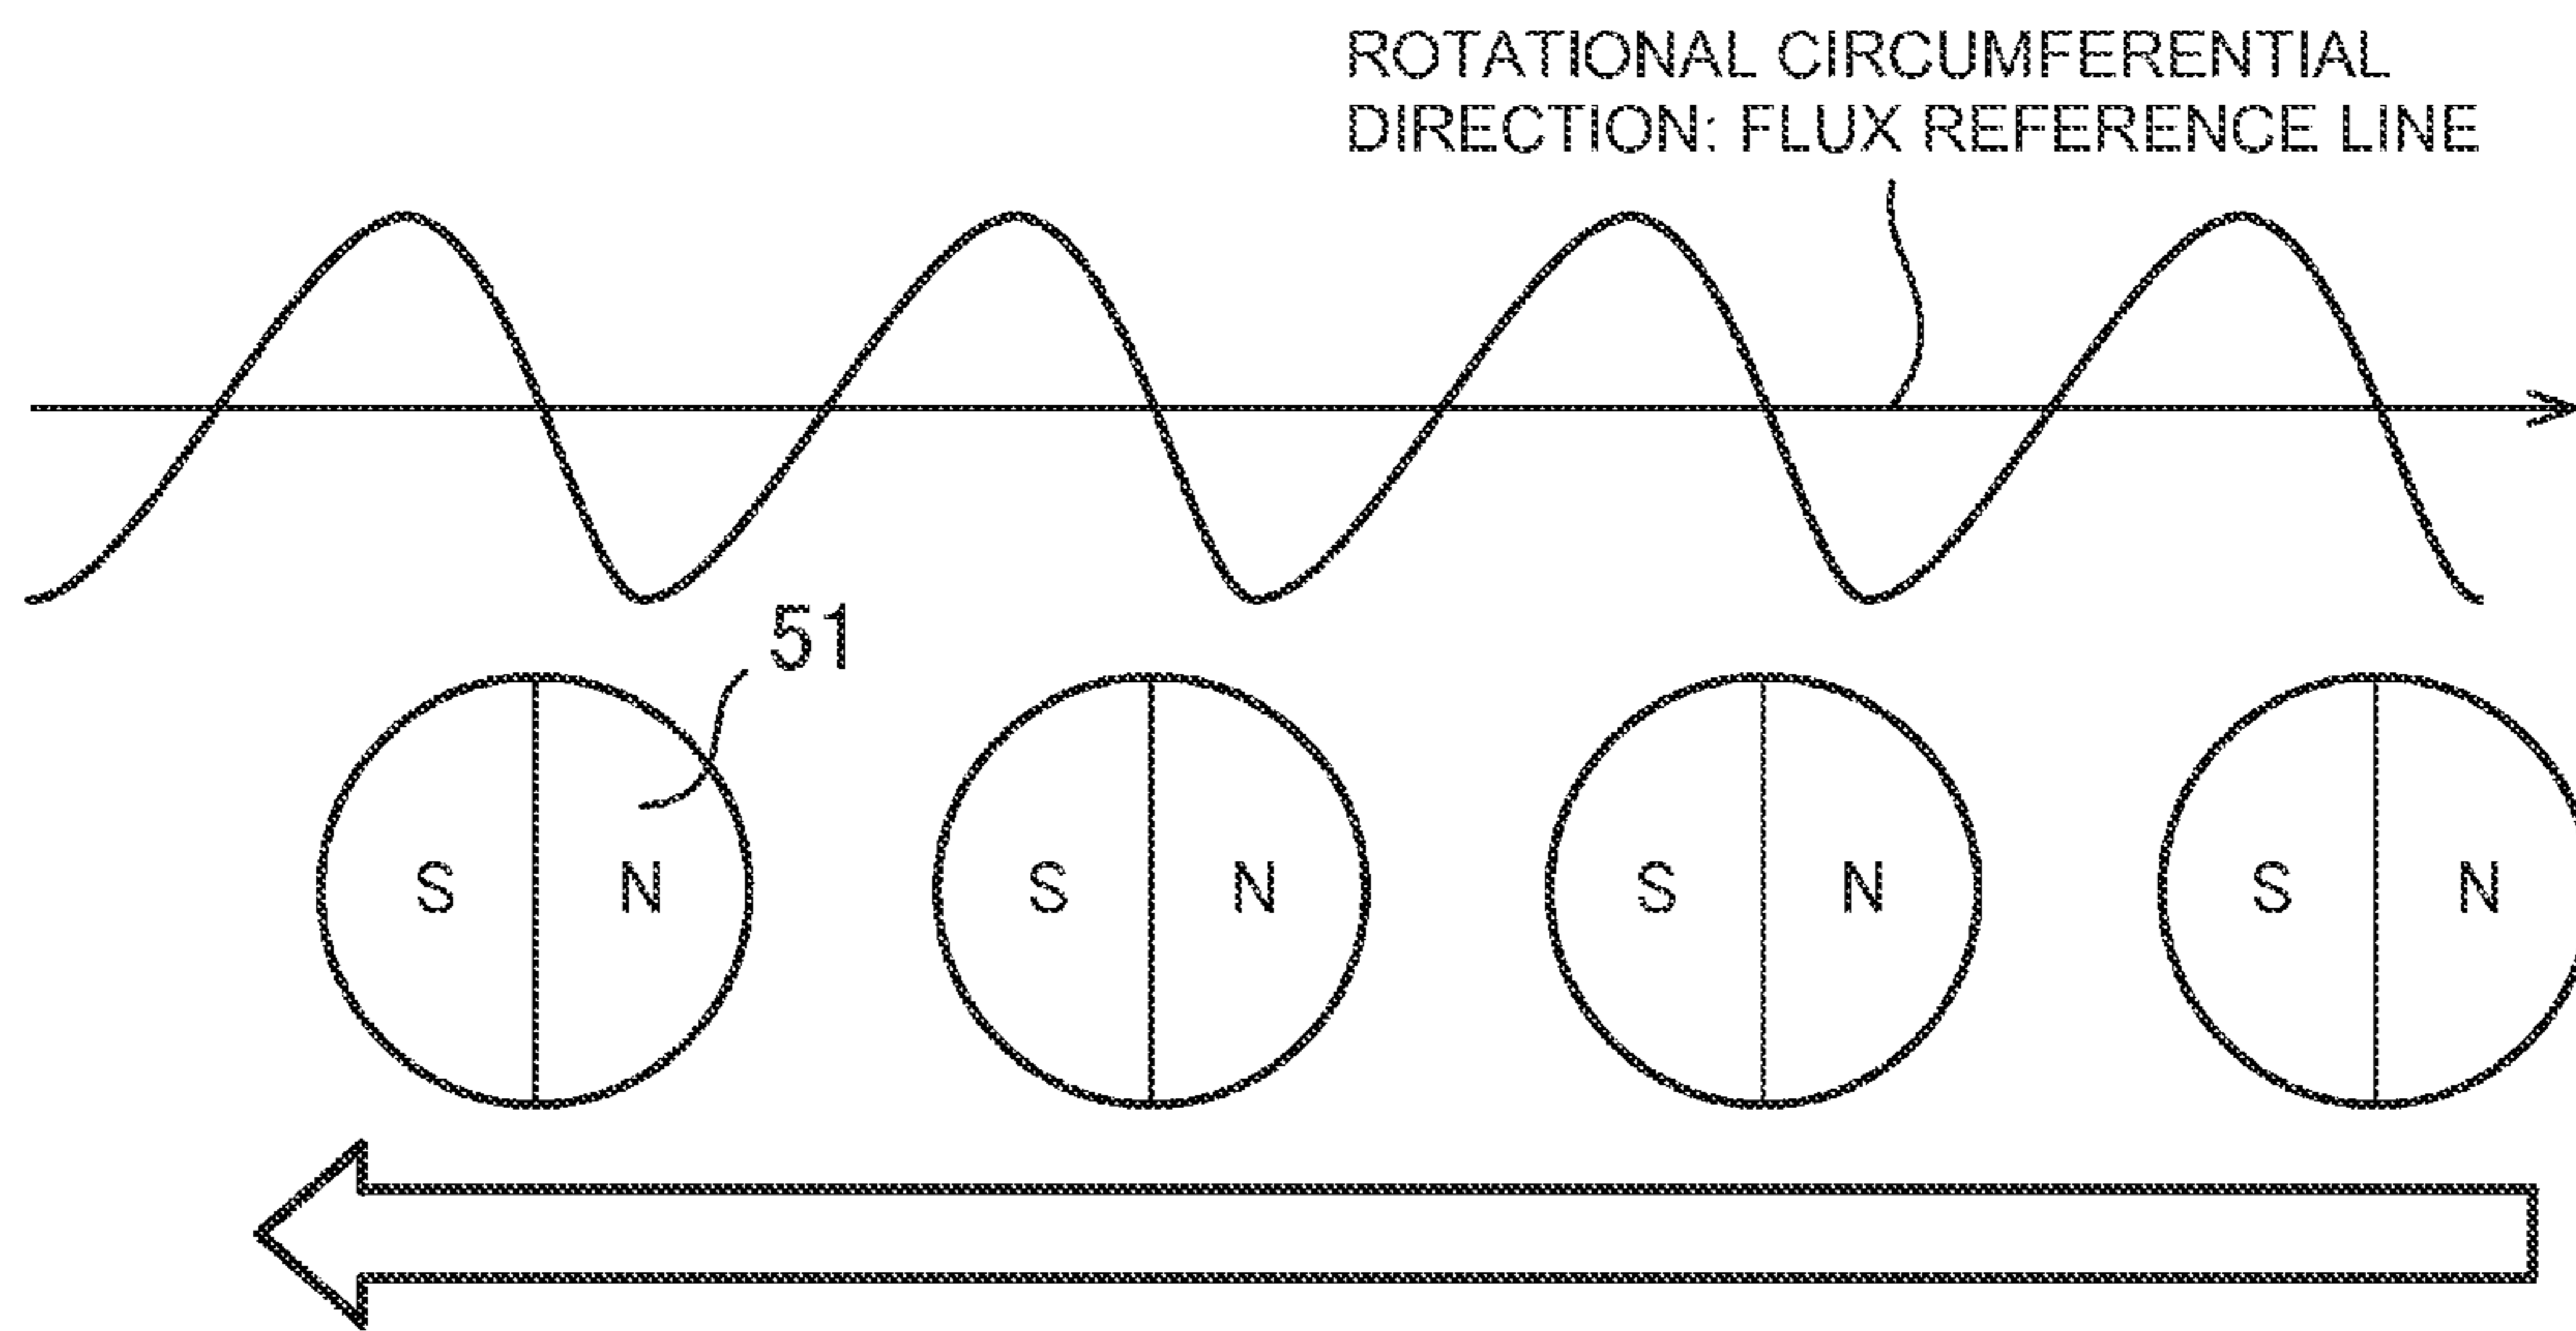 ROTATIONAL CIRCUMFERENTIAL
DIRECTION: FLUX REFERENCE LINE
51
S N S N S N S N